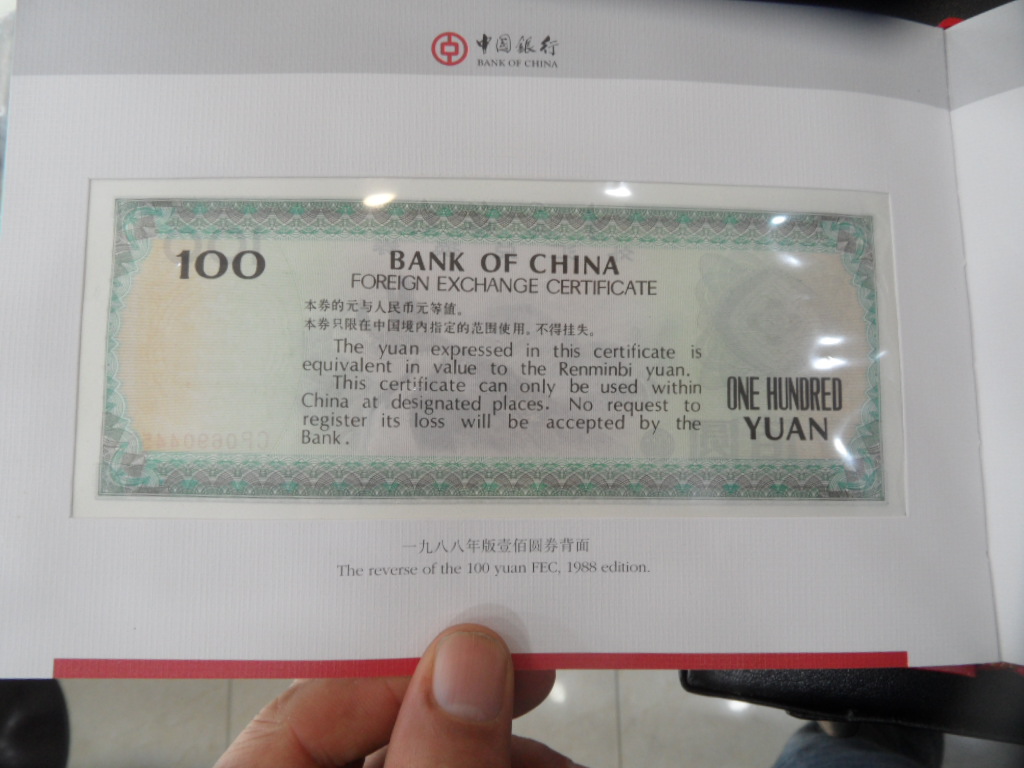 中国銀行
BANK OF CHINA
100
BANK OF CHINA
FOREIGN EXCHANGE CERTIFICATE
本券的元与人民币元等值。
本券只限在中国境内指定的范围使用，不得挂失。
The yuan expressed in this certificate is
equivalent in value to the Renminbi yuan.
This certificate can only be used within
China at designated places. No request to
register its loss will be accepted by the
Bank.
ONE HUNDRED
YUAN
一九八八年版壹佰圆券背面
The reverse of the 100 yuan FEC, 1988 edition.